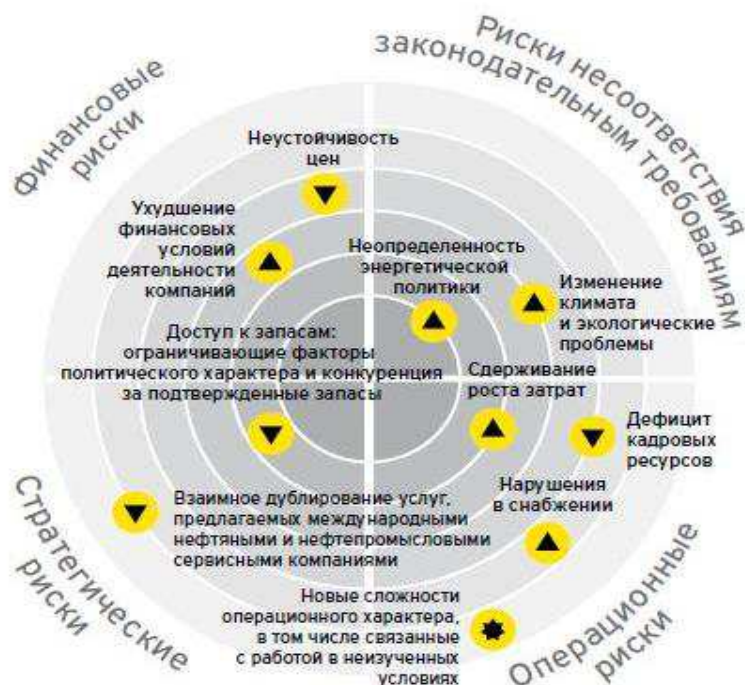 Финансовые
риски
Риски несоответствия
законодательным требованиям
Неустойчивость
цен
Ухудшение
финансовых
условий
деятельности
компаний
Неопределенность
энергетической
политики
Изменение
климата
и экологические
проблемы
Доступ к запасам:
ограничивающие факторы
политического характера и конкуренция
за подтвержденные запасы
Сдерживание
роста затрат
Дефицит
кадровых
ресурсов
Нарушения
в снабжении
Взаимное дублирование услуг,
предлагаемых международными
нефтяными и нефтепромысловыми
сервисными компаниями
Новые сложности
операционного характера,
в том числе связанные
с работой в неизученных
условиях
Стратегические
риски
Операционные
риски